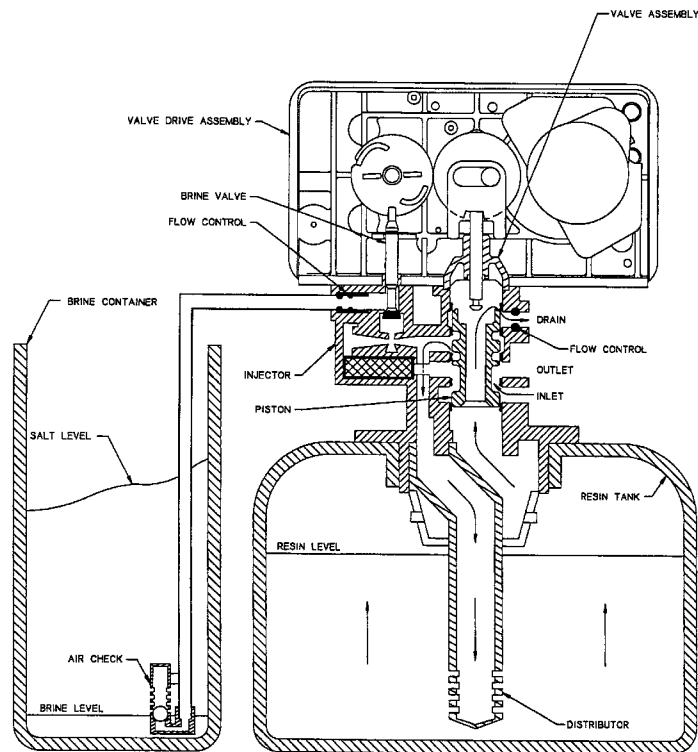 VALVE ASSEMBLY
VALVE DRIVE ASSEMBLY
BRINE VALVE
FLOW CONTROL
BRINE CONTAINER
DRAIN
FLOW CONTROL
INJECTOR
OUTLET
INLET
PISTON
SALT LEVEL
RESIN TANK
RESIN LEVEL
AIR CHECK
BRINE LEVEL
DISTRIBUTOR